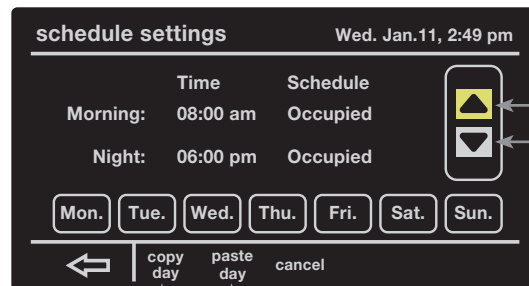 schedule settings Wed. Jan.11, 2:49 pm
Time Schedule
Morning: 08:00 am Occupied
Night: 06:00 pm Occupied
Mon. Tue. Wed. Thu. Fri. Sat. Sun.
copy paste cancel
day day